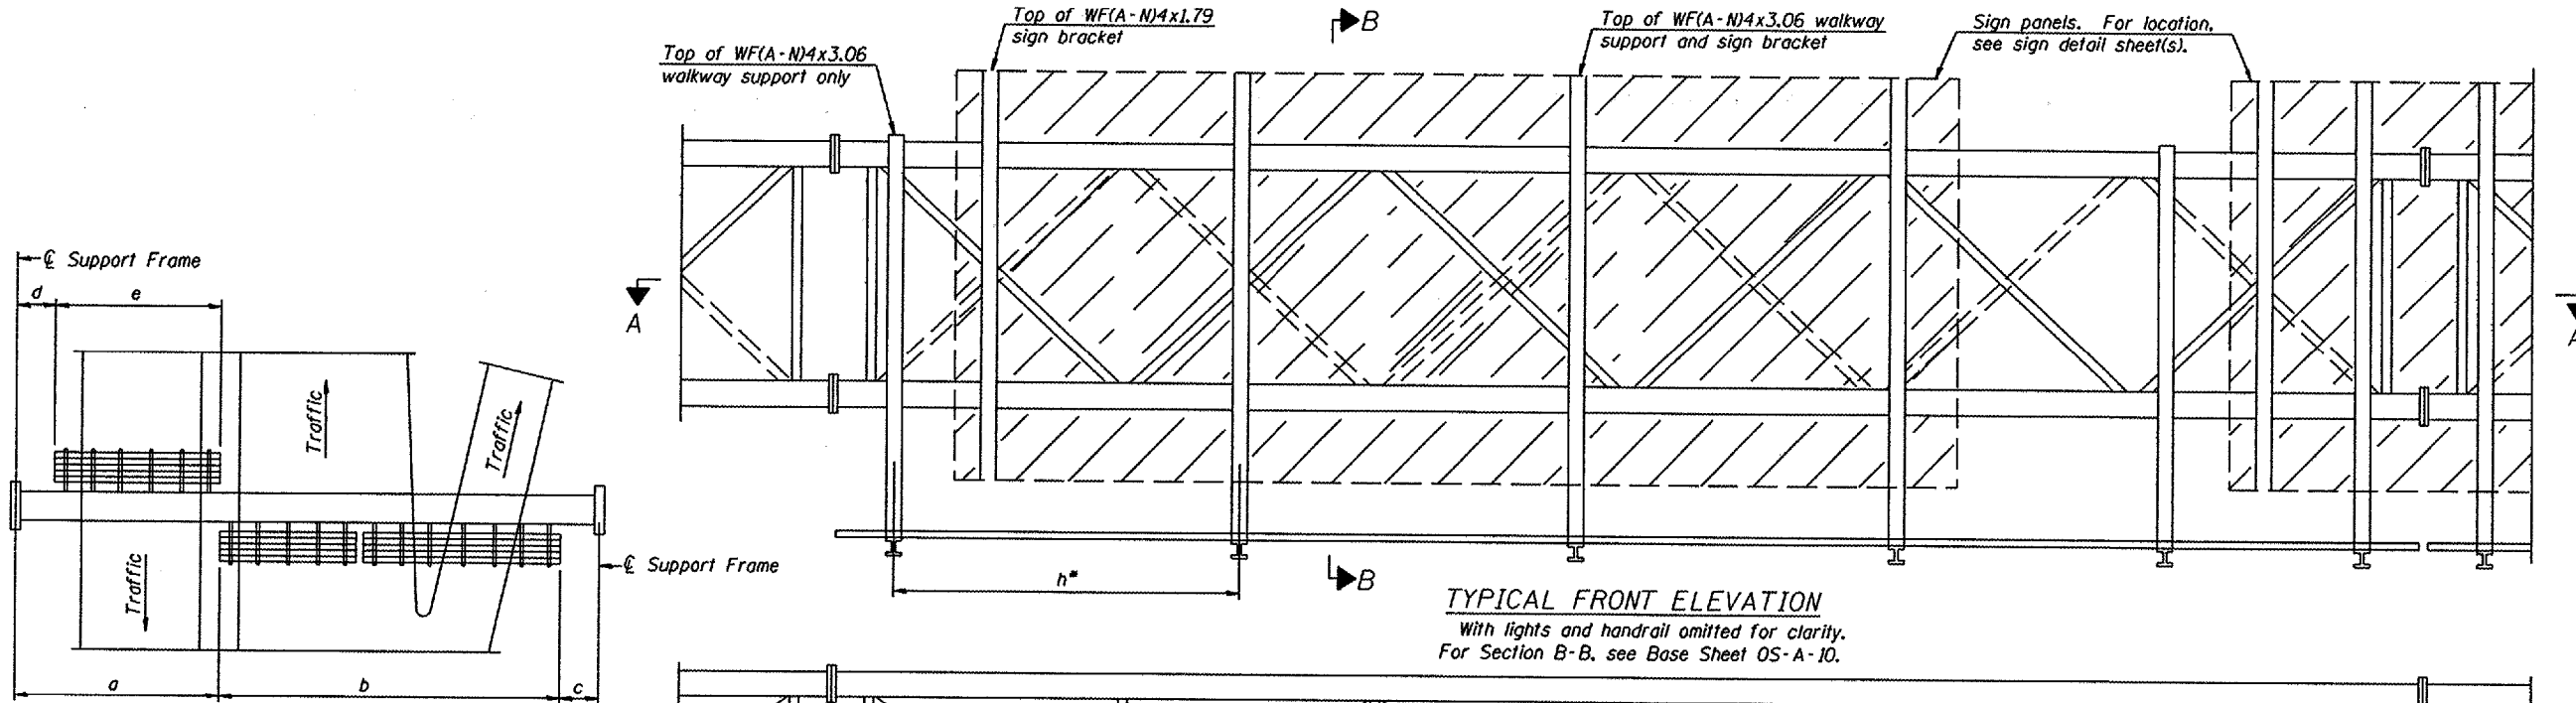 Top of WF(A-N)4x1.79
sign bracket
B
Top of WF(A-N)4x3.06 walkway
support and sign bracket
Sign panels. For location,
see sign detail sheet(s).
Top of WF(A-N)4x3.06
walkway support only
℄ Support Frame
d
e
A
A
Traffic
Traffic
Traffic
℄ Support Frame
h*
B
TYPICAL FRONT ELEVATION
With lights and handrail omitted for clarity.
For Section B-B, see Base Sheet OS-A-10.
a
b
c